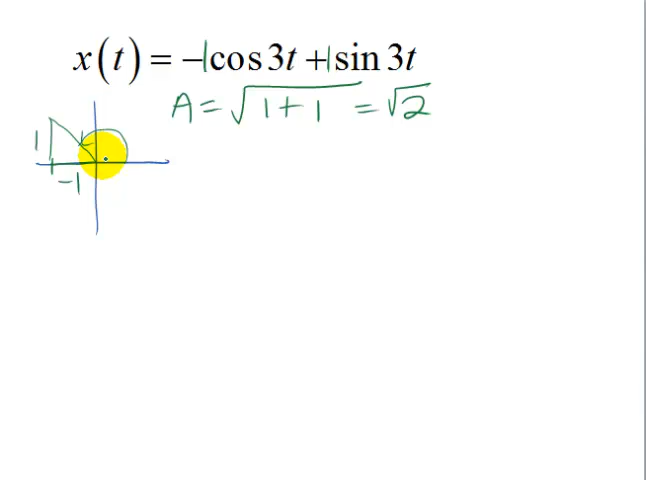 x(t) = -1cos 3t + 1sin 3t
A = √(1+1) = √2
1
-1